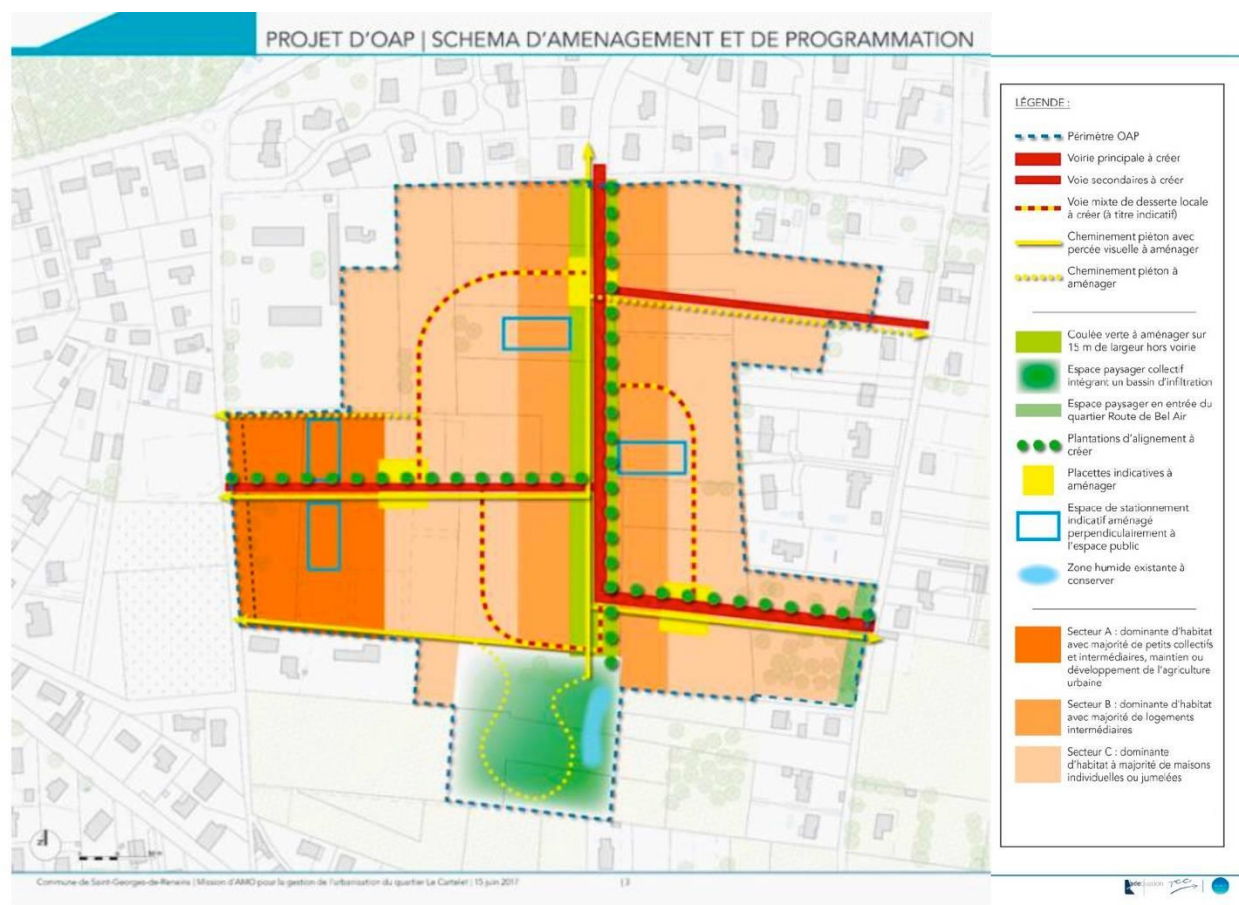 PROJET D'OAP | SCHEMA D'AMENAGEMENT ET DE PROGRAMMATION
LÉGENDE :
Périmètre OAP
Voirie principale à créer
Voie secondaires à créer
Voie mixte de desserte locale
à créer (à titre indicatif)
Cheminement piéton avec
percée visuelle à aménager
Cheminement piéton à
aménager
Coulée verte à aménager sur
15 m de largeur hors voirie
Espace paysager collectif
intégrant un bassin d'infiltration
Espace paysager en entrée du
quartier Route de Bel Air
Plantations d'alignement à
créer
Placettes indicatives à
aménager
Espace de stationnement
indicatif aménagé
perpendiculairement à
l'espace public
Zone humide existante à
conserver
Secteur A : dominante d'habitat
avec majorité de petits collectifs
et intermédiaires, maintien ou
développement de l'agriculture
urbaine
Secteur B : dominante d'habitat
avec majorité de logements
intermédiaires
Secteur C : dominante
d'habitat à majorité de maisons
individuelles ou jumelées
Commune de Saint-Georges-de-Reneins | Mission d'AMO pour la gestion de l'urbanisation du quartier Le Cartelet | 15 juin 2017
| 3